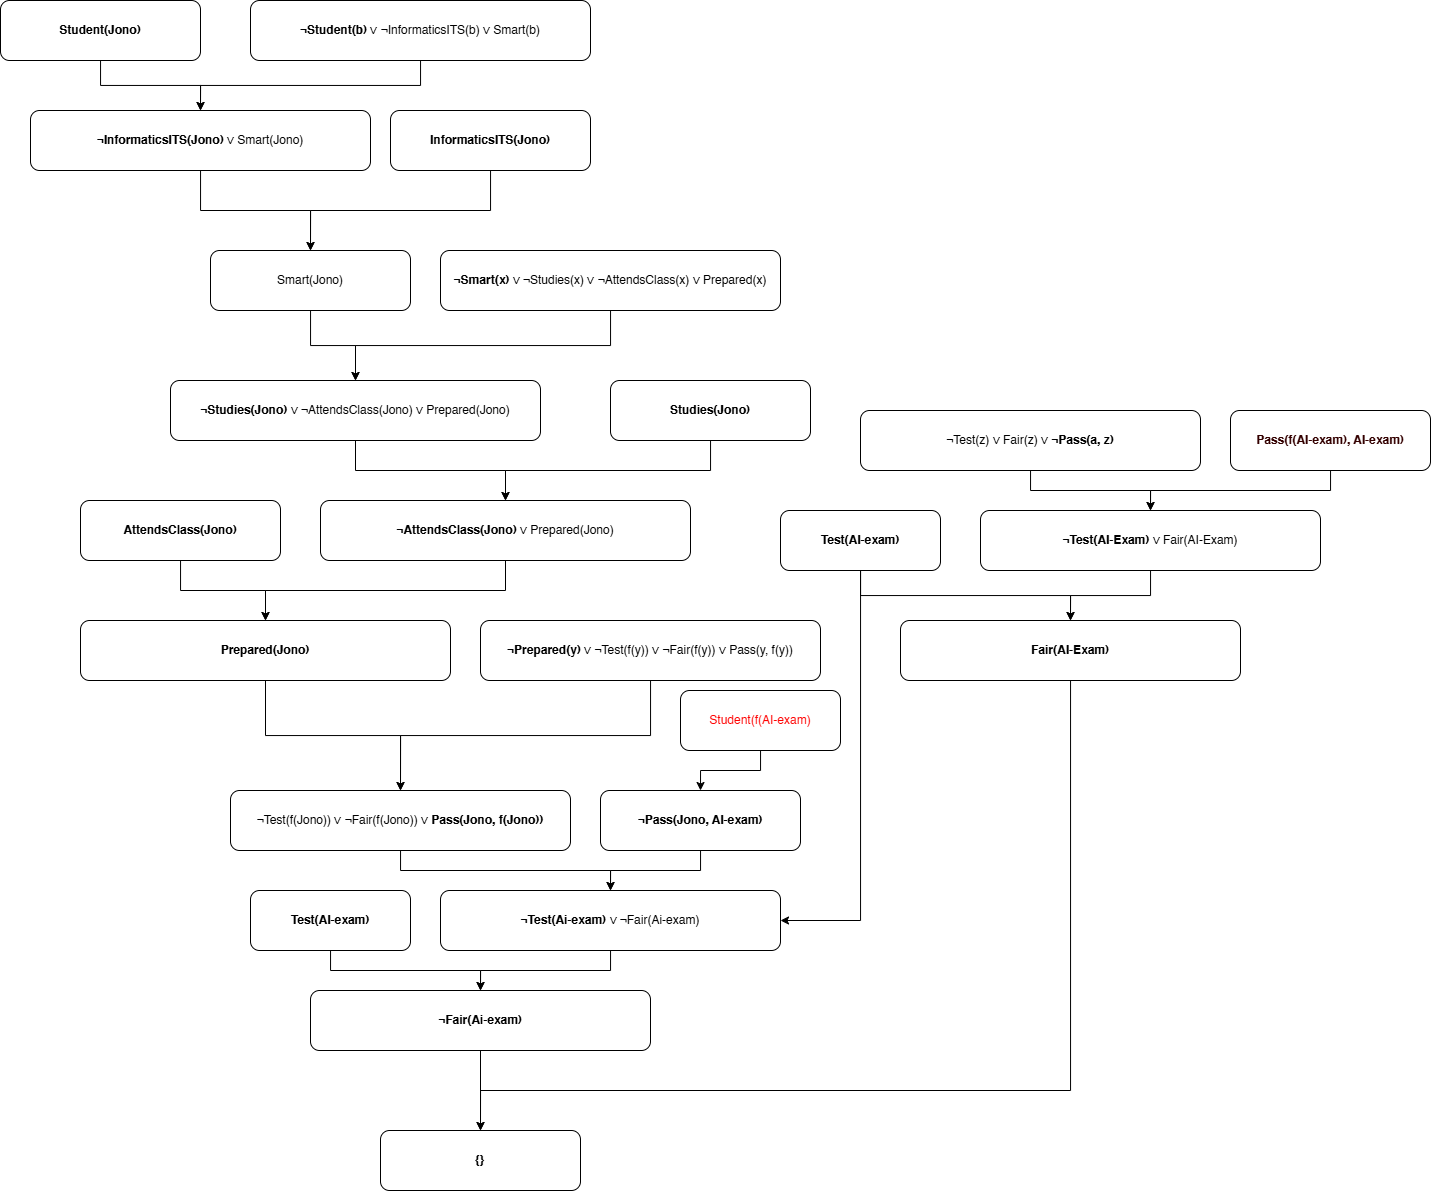 Student(Jono)
¬Student(b) ∨ ¬InformaticsITS(b) ∨ Smart(b)
¬InformaticsITS(Jono) ∨ Smart(Jono)
InformaticsITS(Jono)
Smart(Jono)
¬Smart(x) ∨ ¬Studies(x) ∨ ¬AttendsClass(x) ∨ Prepared(x)
¬Studies(Jono) ∨ ¬AttendsClass(Jono) ∨ Prepared(Jono)
Studies(Jono)
¬Test(z) ∨ Fair(z) ∨ ¬Pass(a, z)
Pass(f(AI-exam), AI-exam)
AttendsClass(Jono)
¬AttendsClass(Jono) ∨ Prepared(Jono)
Test(AI-exam)
¬Test(AI-Exam) ∨ Fair(AI-Exam)
Prepared(Jono)
¬Prepared(y) ∨ ¬Test(f(y)) ∨ ¬Fair(f(y)) ∨ Pass(y, f(y))
Fair(AI-Exam)
Student(f(AI-exam)
¬Test(f(Jono)) ∨ ¬Fair(f(Jono)) ∨ Pass(Jono, f(Jono))
¬Pass(Jono, AI-exam)
Test(AI-exam)
¬Test(Ai-exam) ∨ ¬Fair(Ai-exam)
¬Fair(Ai-exam)
{}